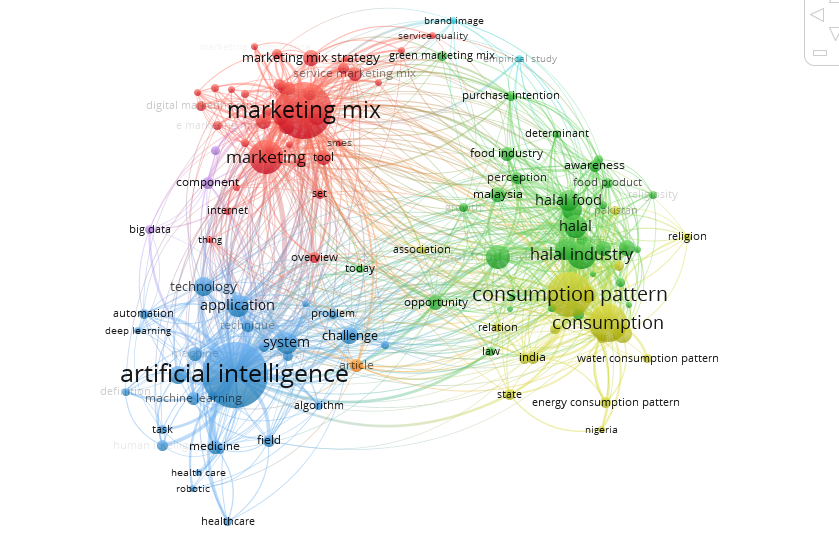 brand image
service quality
marketing mix strategy
green marketing mix
empirical study
service marketing mix
purchase intention
marketing mix
determinant
smes
marketing
tool
food industry
awareness
perception
food product
component
malaysia
set
halal food
pakistan
internet
halal
big data
religion
thing
association
halal industry
overview
today
technology
consumption pattern
application
opportunity
automation
problem
consumption
technique
relation
deep learning
system
challenge
law
india
water consumption pattern
article
artificial intelligence
machine learning
state
algorithm
energy consumption pattern
task
nigeria
field
medicine
health care
robotic
healthcare